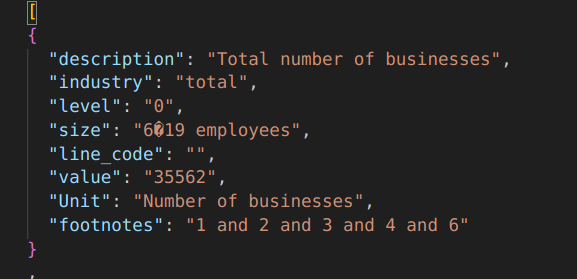 [
{
"description": "Total number of businesses",
"industry": "total",
"level": "0",
"size": "6�19 employees",
"line_code": "",
"value": "35562",
"Unit": "Number of businesses",
"footnotes": "1 and 2 and 3 and 4 and 6"
}
,